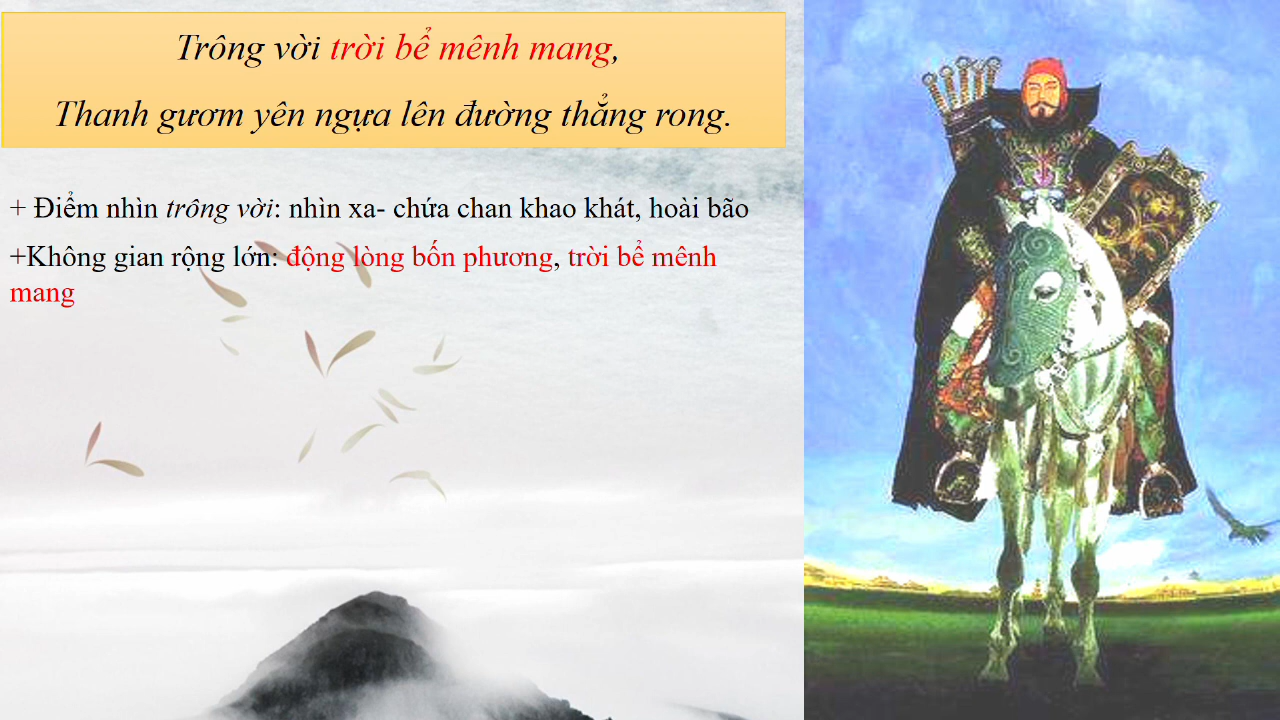 Trông vời trời bể mênh mang,
Thanh gươm yên ngựa lên đường thẳng rong.
+ Điểm nhìn trông vời: nhìn xa- chứa chan khao khát, hoài bão
+Không gian rộng lớn: động lòng bốn phương, trời bể mênh
mang